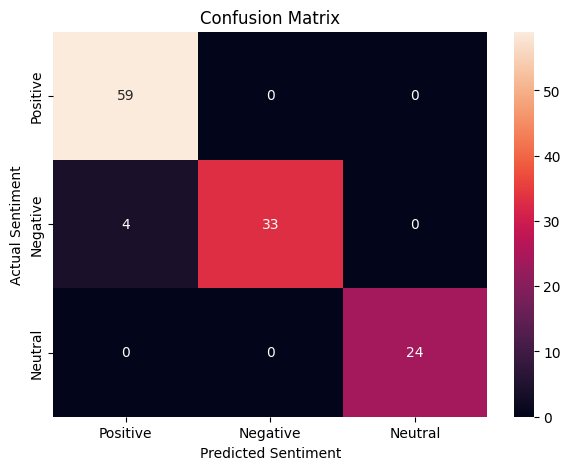 Confusion Matrix
Actual Sentiment
Positive
59
0
0
Negative
4
33
0
Neutral
0
0
24
Positive
Negative
Neutral
Predicted Sentiment
50
40
30
20
10
0